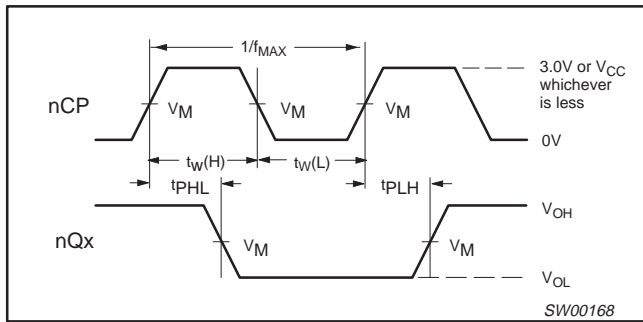 1/fMAX
3.0V or VCC
whichever
is less
nCP
VM
VM
VM
0V
tW(H)
tW(L)
tPHL
tPLH
VOH
nQx
VM
VM
VOL
SW00168